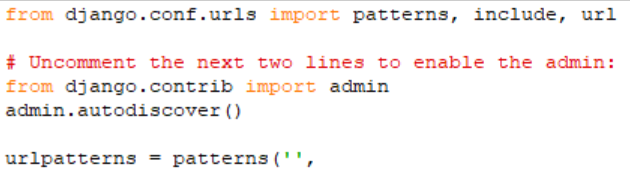 from django.conf.urls import patterns, include, url
# Uncomment the next two lines to enable the admin:
from django.contrib import admin
admin.autodiscover()
urlpatterns = patterns('',